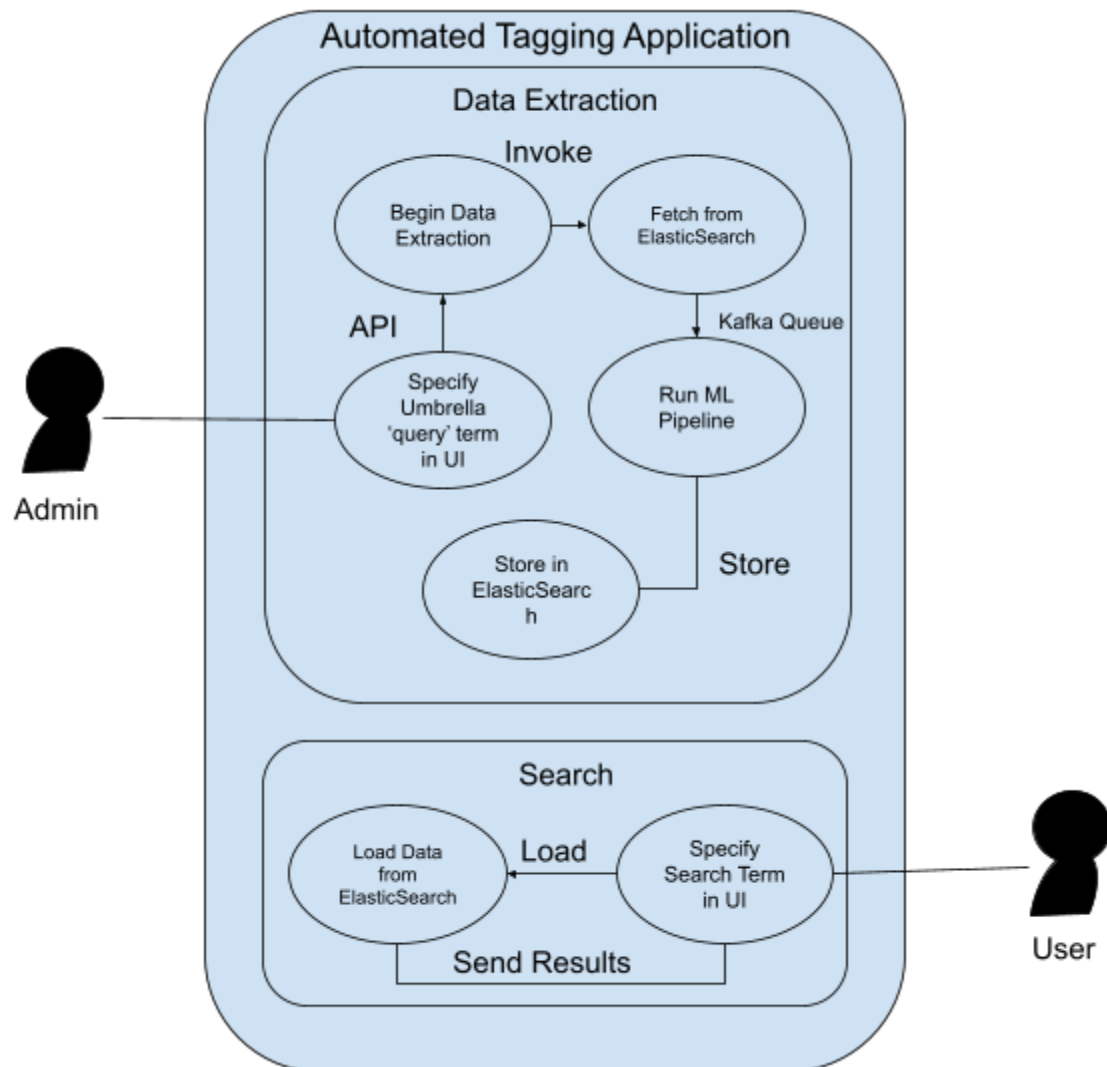 Automated Tagging Application
Data Extraction
Invoke
Begin Data
Extraction
Fetch from
ElasticSearch
API
Kafka Queue
Specify
Umbrella
‘query’ term
in UI
Run ML
Pipeline
Admin
Store in
ElasticSearc
h
Store
Search
Load Data
from
ElasticSearch
Load
Specify
Search Term
in UI
Send Results
User